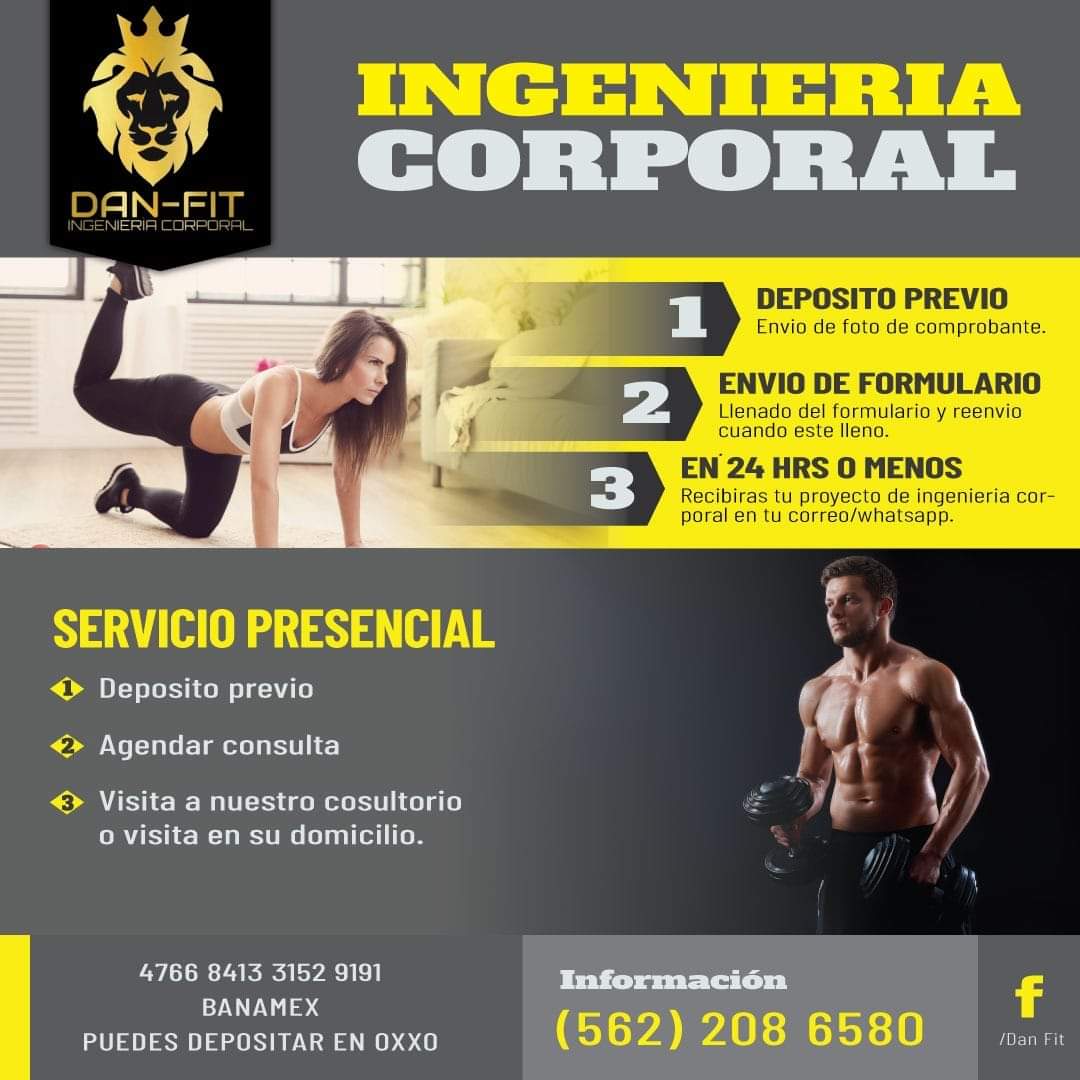 DAN-FIT
INGENIERÍA CORPORAL
INGENIERIA
CORPORAL
1
DEPOSITO PREVIO
Envio de foto de comprobante.
2
ENVIO DE FORMULARIO
Llenado del formulario y reenvio
cuando este lleno.
3
EN 24 HRS O MENOS
Recibiras tu proyecto de ingenieria cor-
poral en tu correo/whatsapp.
SERVICIO PRESENCIAL
1 Deposito previo
2 Agendar consulta
3 Visita a nuestro cosultorio
o visita en su domicilio.
4766 8413 3152 9191
BANAMEX
PUEDES DEPOSITAR EN OXXO
Información
(562) 208 6580
f
/Dan Fit